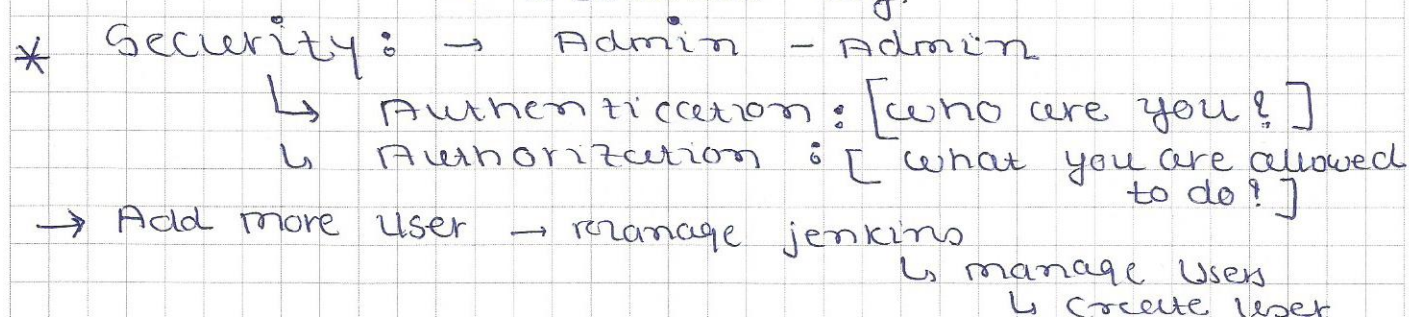 * Security: → Admin - Admin
↳ Authentication: [who are you?]
↳ Authorization: [what you are allowed
to do?]
→ Add more user → manage jenkins
↳ manage Users
↳ Create User